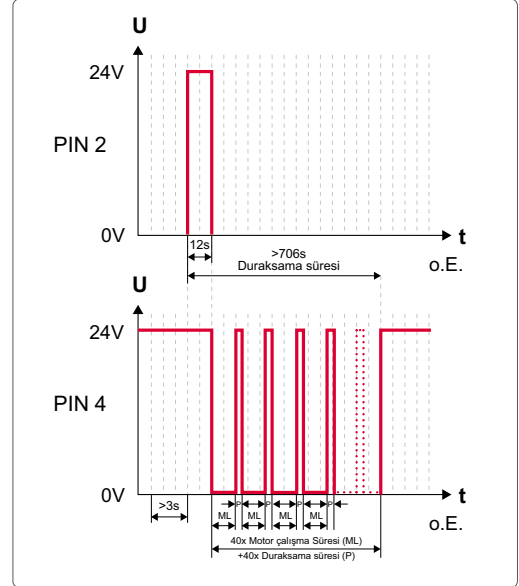 U
24V
PIN 2
0V
12s
>706s
Duraksama süresi
t
o.E.
U
24V
PIN 4
0V
t
o.E.
>3s
P P P P
ML ML ML ML
40x Motor çalışma Süresi (ML)
+40x Duraksama süresi (P)